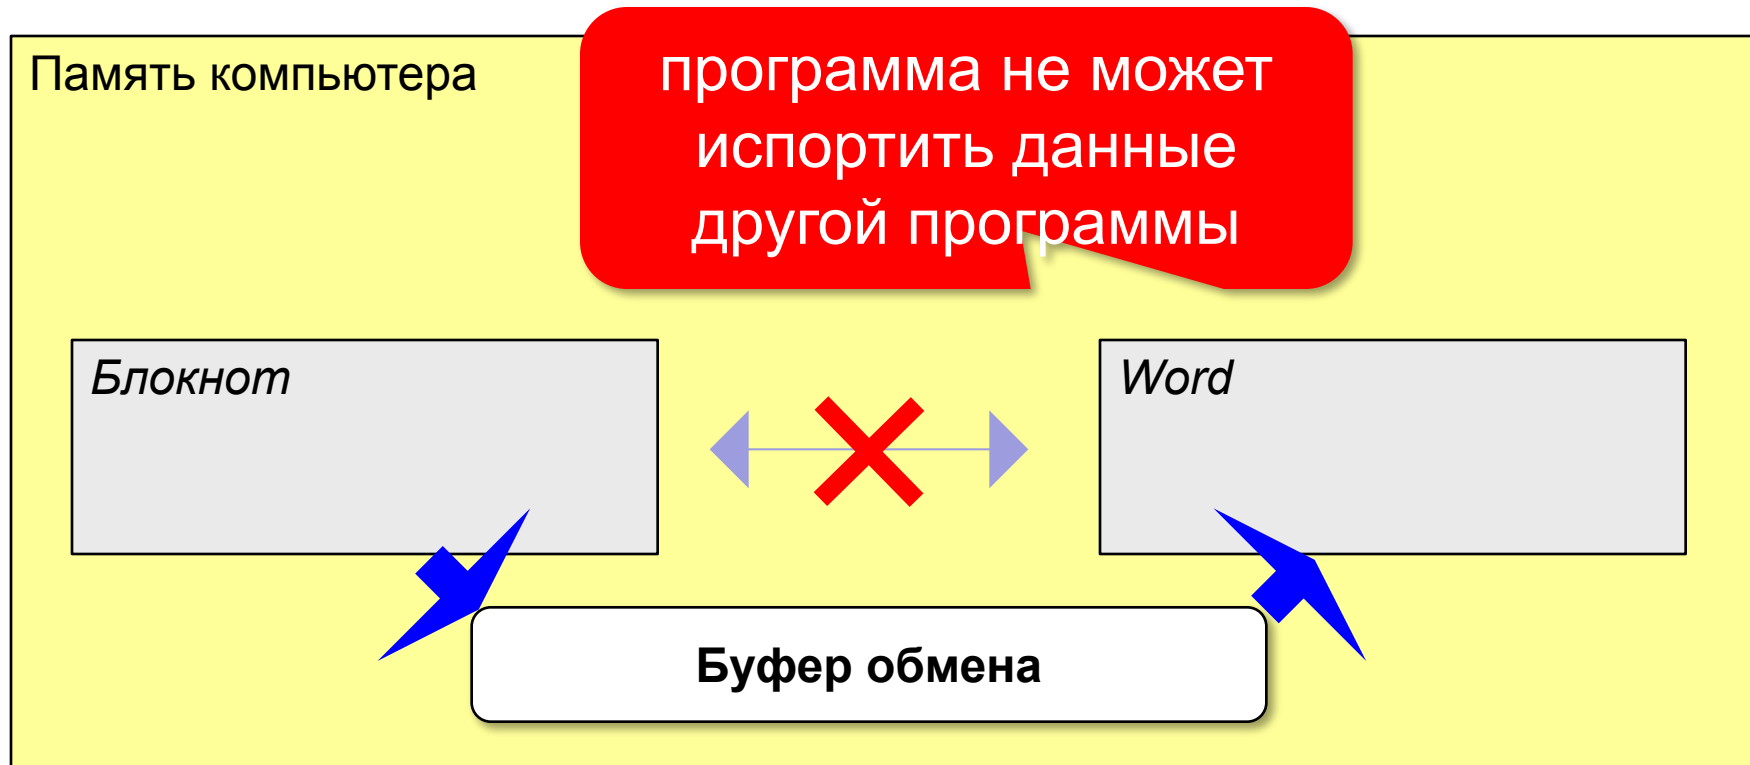 Память компьютера
программа не может
испортить данные
другой программы
Блокнот
Word
Буфер обмена